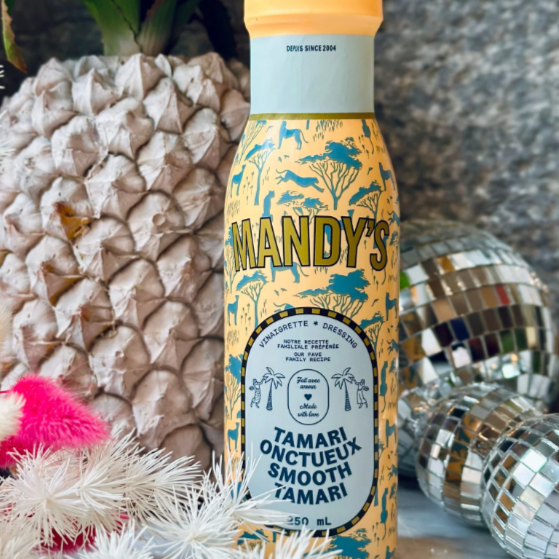 DEPUIS SINCE 2004
MANDY'S
VINAIGRETTE * DRESSING
NOTRE RECETTE
FAMILIALE PRÉFÉRÉE
OUR FAVE
FAMILY RECIPE
Fait avec
amour
Made
with love
TAMARI
ONCTUEUX
SMOOTH
TAMARI
250 mL